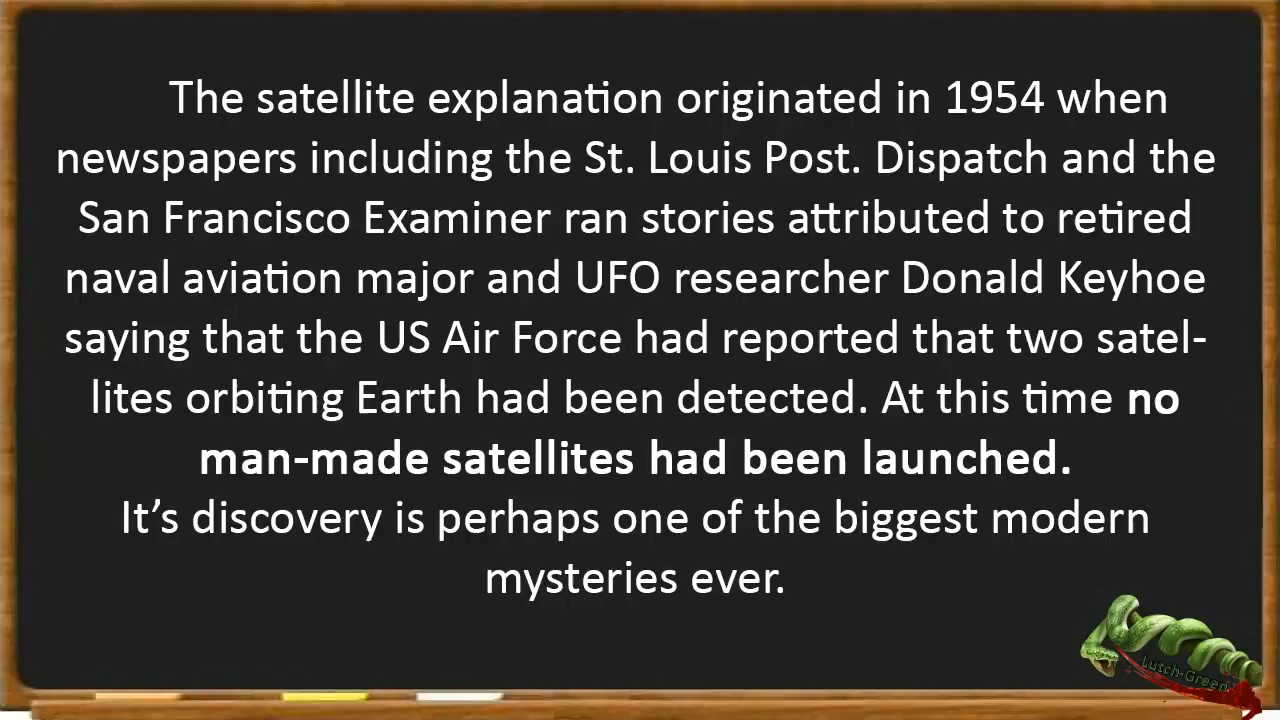 The satellite explanation originated in 1954 when
newspapers including the St. Louis Post. Dispatch and the
San Francisco Examiner ran stories attributed to retired
naval aviation major and UFO researcher Donald Keyhoe
saying that the US Air Force had reported that two satel-
lites orbiting Earth had been detected. At this time no
man-made satellites had been launched.
It’s discovery is perhaps one of the biggest modern
mysteries ever.
Lutch-Green